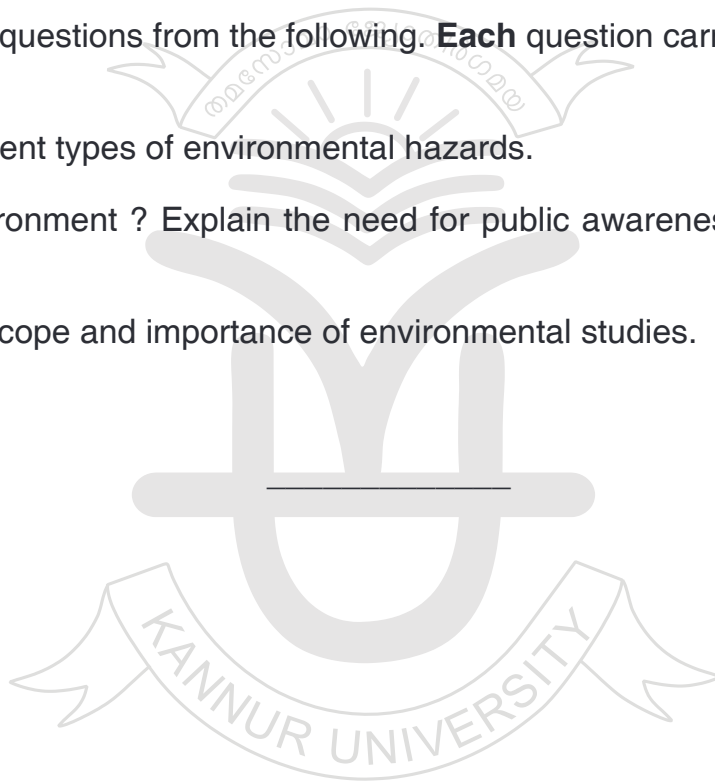 questions from the following. Each question carr
ent types of environmental hazards.
ronment ? Explain the need for public awarenes
cope and importance of environmental studies.
KANNUR UNIVERSITY